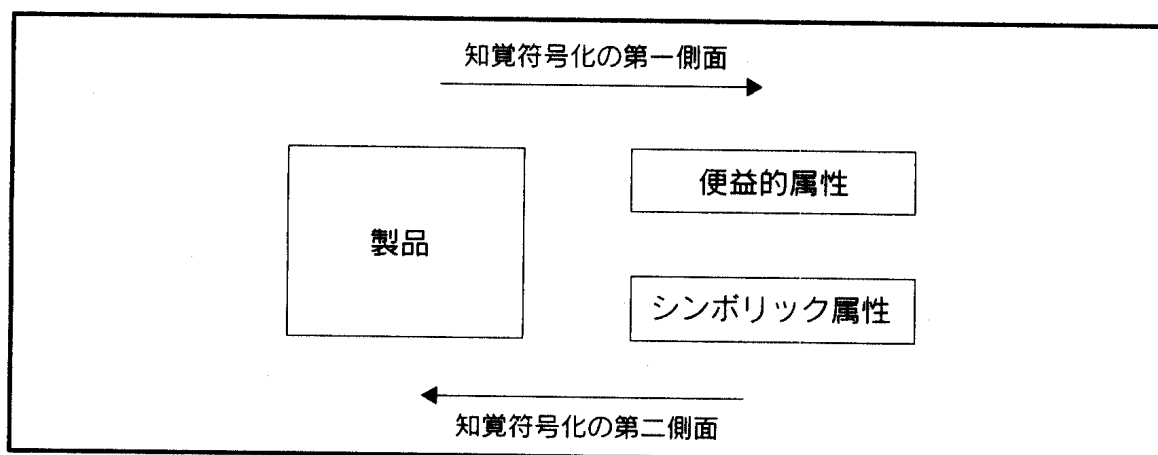 知覚符号化の第一側面
便益的属性
製品
シンボリック属性
知覚符号化の第二側面